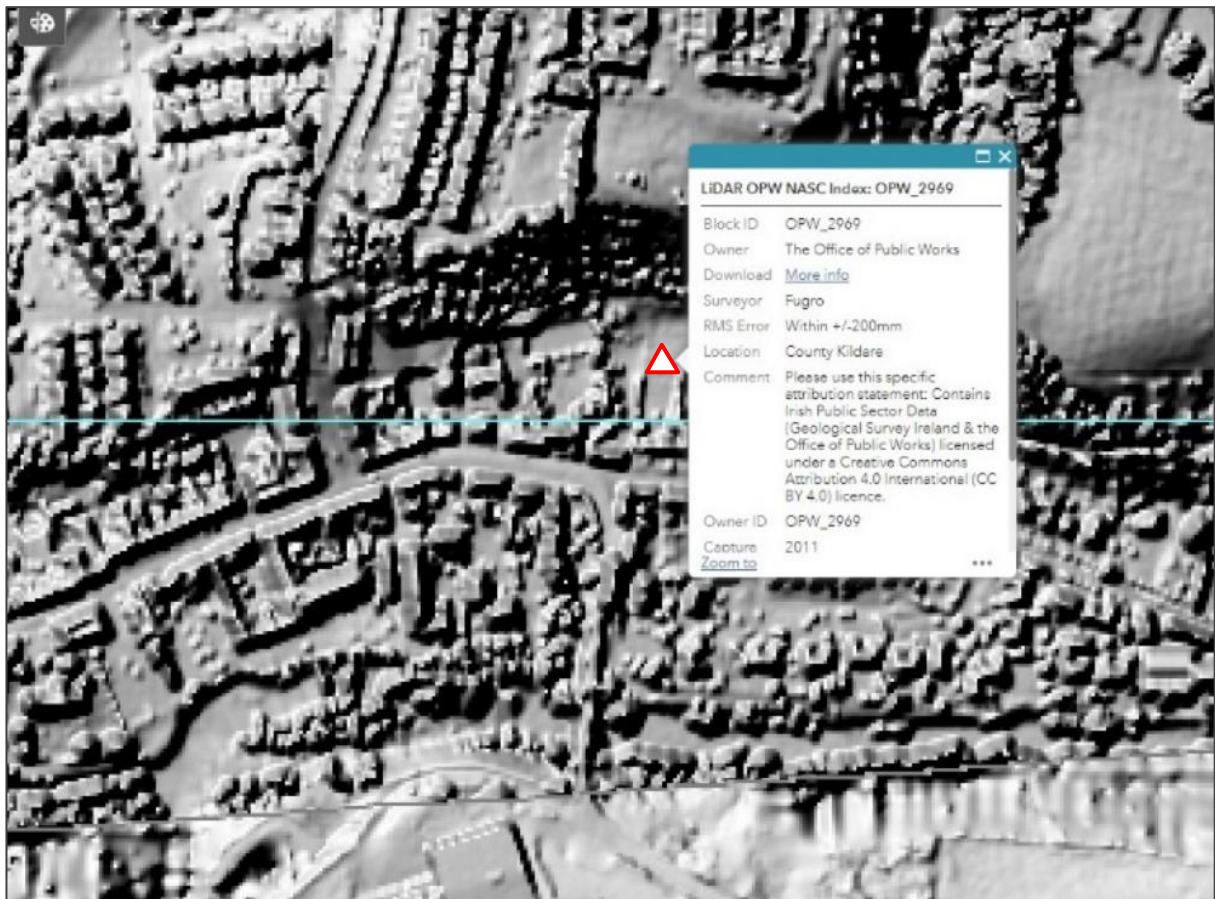 LiDAR OPW NASC Index: OPW_2969
Block ID OPW_2969
Owner The Office of Public Works
Download More info
Surveyor Fugro
RMS Error Within +/-200mm
Location County Kildare
Comment Please use this specific
attribution statement: Contains
Irish Public Sector Data
(Geological Survey Ireland & the
Office of Public Works) licensed
under a Creative Commons
Attribution 4.0 International (CC
BY 4.0) licence.
Owner ID OPW_2969
Capture 2011
Zoom to